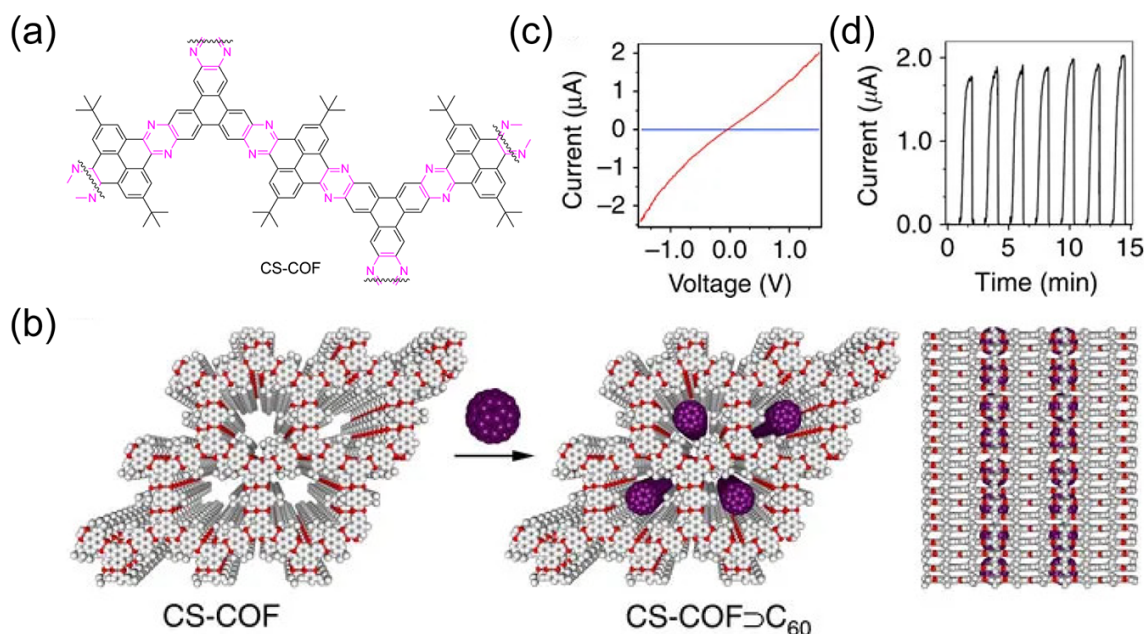 (a)
N N
N N
N N
N N
N N
N N
N N
N N
CS-COF
(c)
Current (μA)
2
1
0
−1
−2
−1.0 0.0 1.0
Voltage (V)
(d)
Current (μA)
2.0
1.0
0.0
0 5 10 15
Time (min)
(b)
CS-COF
CS-COF⊃C₆₀